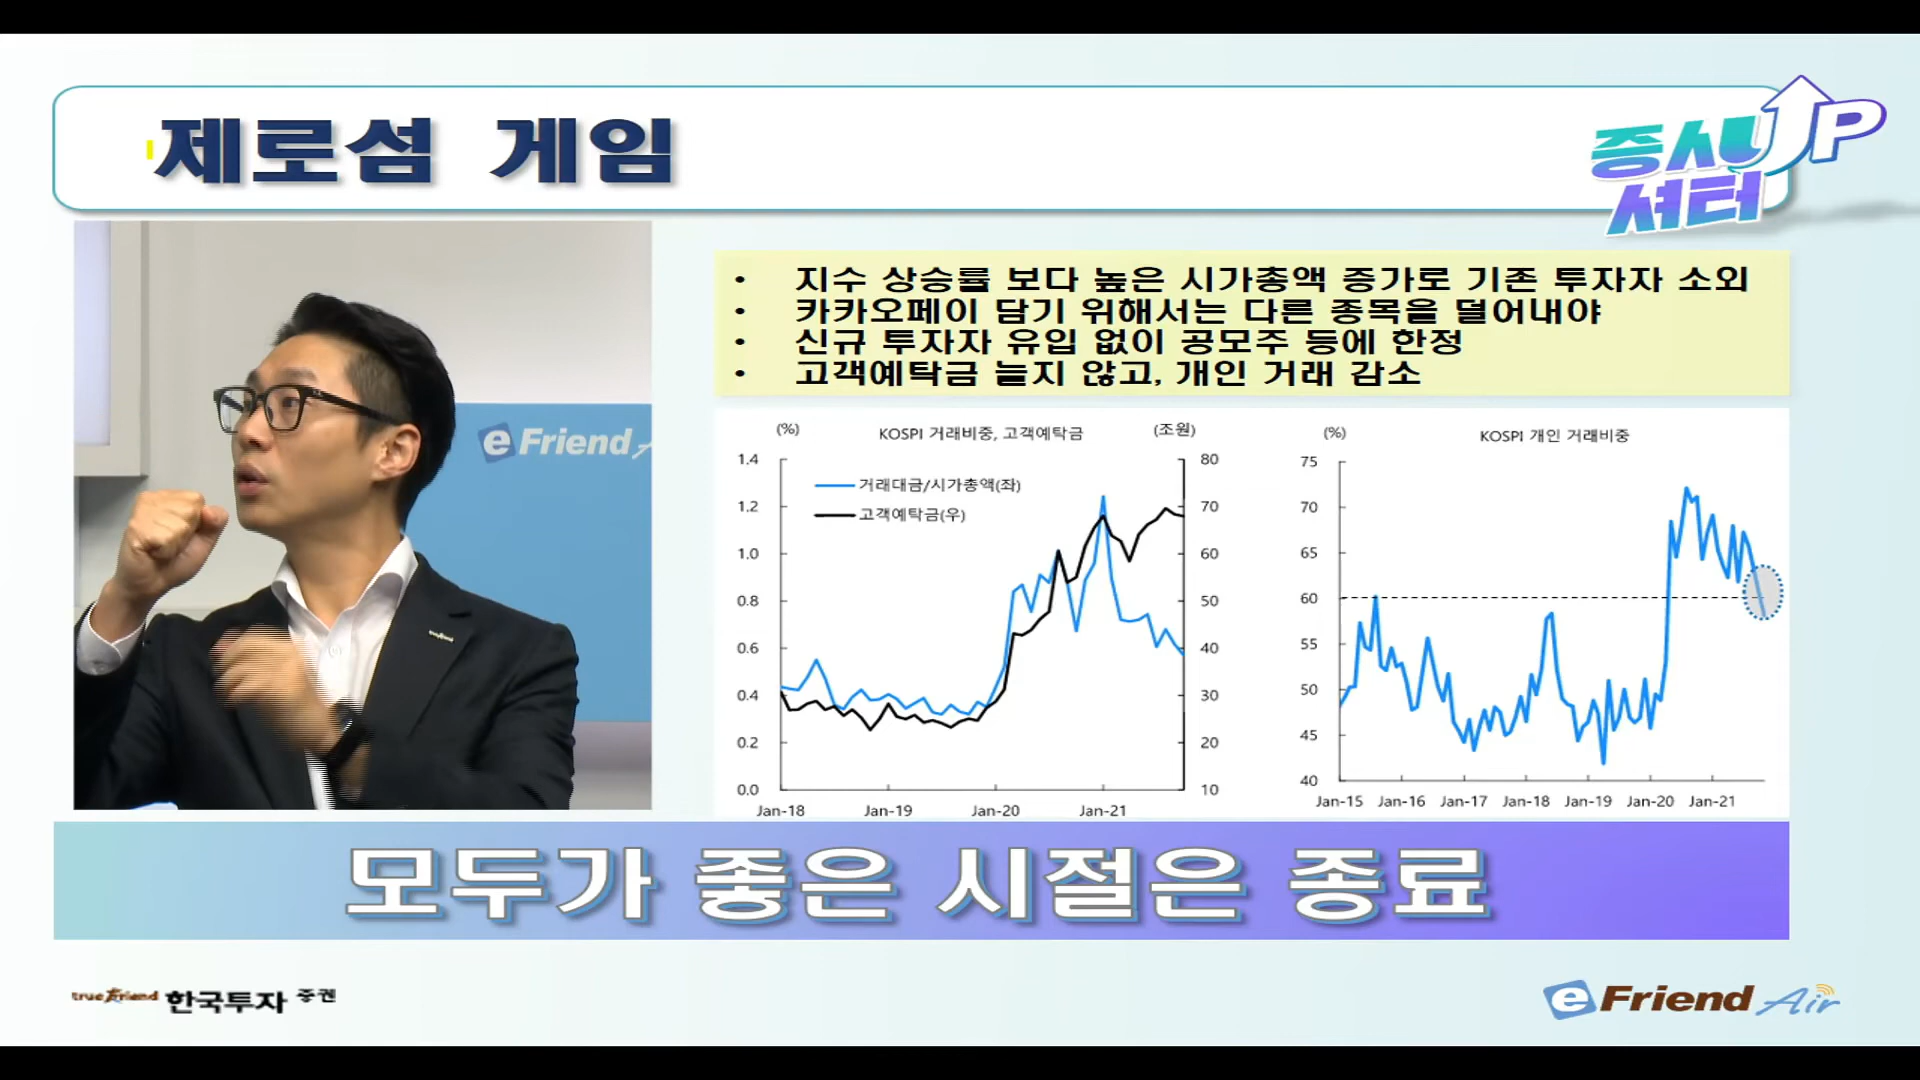 제로섬 게임
증시UP
셔터
e Friend
• 지수 상승률 보다 높은 시가총액 증가로 기존 투자자 소외
• 카카오페이 담기 위해서는 다른 종목을 덜어내야
• 신규 투자자 유입 없이 공모주 등에 한정
• 고객예탁금 늘지 않고, 개인 거래 감소
(%) KOSPI 거래비중, 고객예탁금 (조원)
거래대금/시가총액(좌)
고객예탁금(우)
1.4
1.2
1.0
0.8
0.6
0.4
0.2
0.0
80
70
60
50
40
30
20
10
Jan-18 Jan-19 Jan-20 Jan-21
(%) KOSPI 개인 거래비중
75
70
65
60
55
50
45
40
Jan-15 Jan-16 Jan-17 Jan-18 Jan-19 Jan-20 Jan-21
모두가 좋은 시절은 종료
true Friend 한국투자 증권
e Friend Air